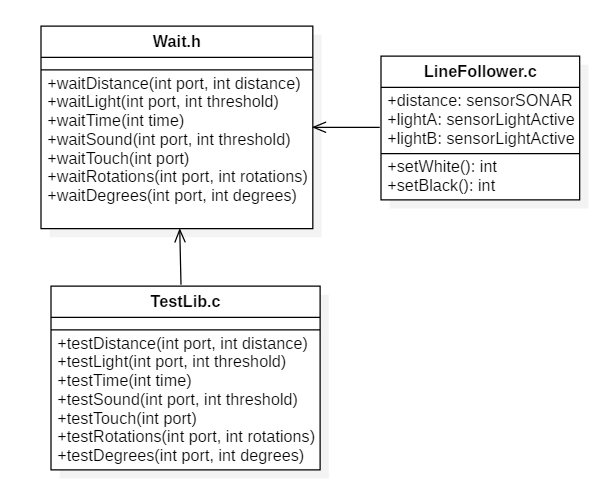 Wait.h
+waitDistance(int port, int distance)
+waitLight(int port, int threshold)
+waitTime(int time)
+waitSound(int port, int threshold)
+waitTouch(int port)
+waitRotations(int port, int rotations)
+waitDegrees(int port, int degrees)
LineFollower.c
+distance: sensorSONAR
+lightA: sensorLightActive
+lightB: sensorLightActive
+setWhite(): int
+setBlack(): int
TestLib.c
+testDistance(int port, int distance)
+testLight(int port, int threshold)
+testTime(int time)
+testSound(int port, int threshold)
+testTouch(int port)
+testRotations(int port, int rotations)
+testDegrees(int port, int degrees)